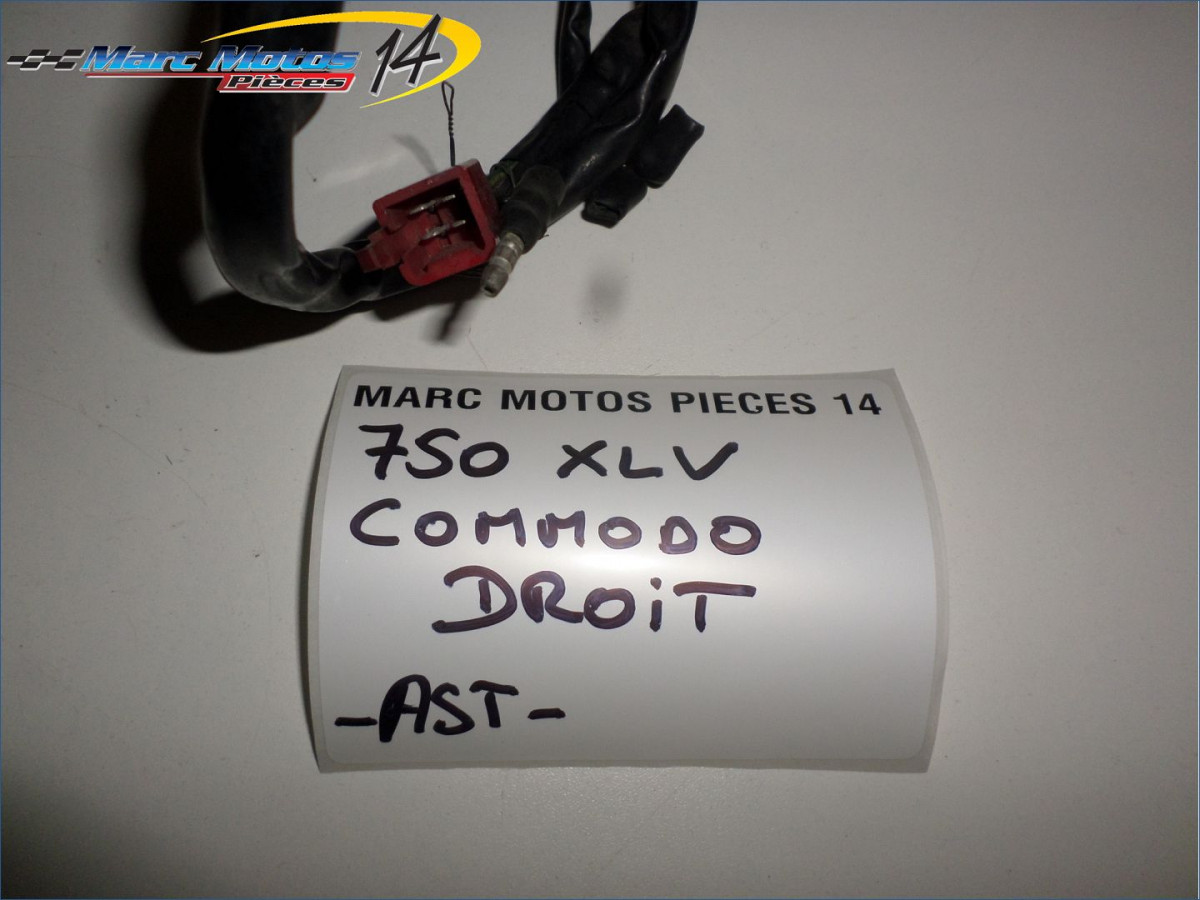 Marc Motos 14
Pièces
MARC MOTOS PIECES 14
750 XLV
COMMODO
DROiT
-AST-